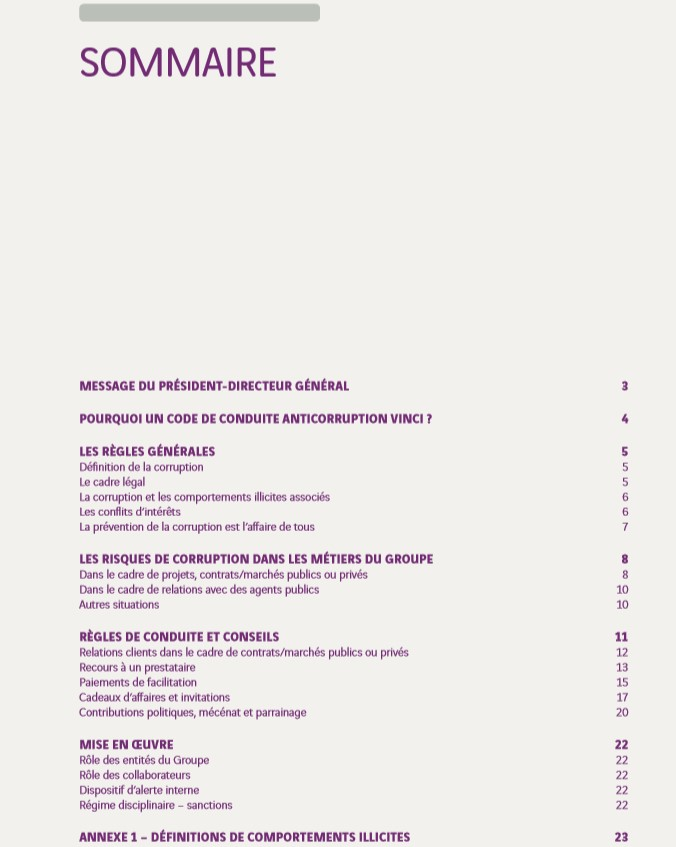 SOMMAIRE
MESSAGE DU PRÉSIDENT-DIRECTEUR GÉNÉRAL 3
POURQUOI UN CODE DE CONDUITE ANTICORRUPTION VINCI ? 4
LES RÈGLES GÉNÉRALES 5
Définition de la corruption 5
Le cadre légal 5
La corruption et les comportements illicites associés 6
Les conflits d'intérêts 6
La prévention de la corruption est l'affaire de tous 7
LES RISQUES DE CORRUPTION DANS LES MÉTIERS DU GROUPE 8
Dans le cadre de projets, contrats/marchés publics ou privés 8
Dans le cadre de relations avec des agents publics 10
Autres situations 10
RÈGLES DE CONDUITE ET CONSEILS 11
Relations clients dans le cadre de contrats/marchés publics ou privés 12
Recours à un prestataire 13
Paiements de facilitation 15
Cadeaux d'affaires et invitations 17
Contributions politiques, mécénat et parrainage 20
MISE EN ŒUVRE 22
Rôle des entités du Groupe 22
Rôle des collaborateurs 22
Dispositif d'alerte interne 22
Régime disciplinaire – sanctions 22
ANNEXE 1 – DÉFINITIONS DE COMPORTEMENTS ILLICITES 23